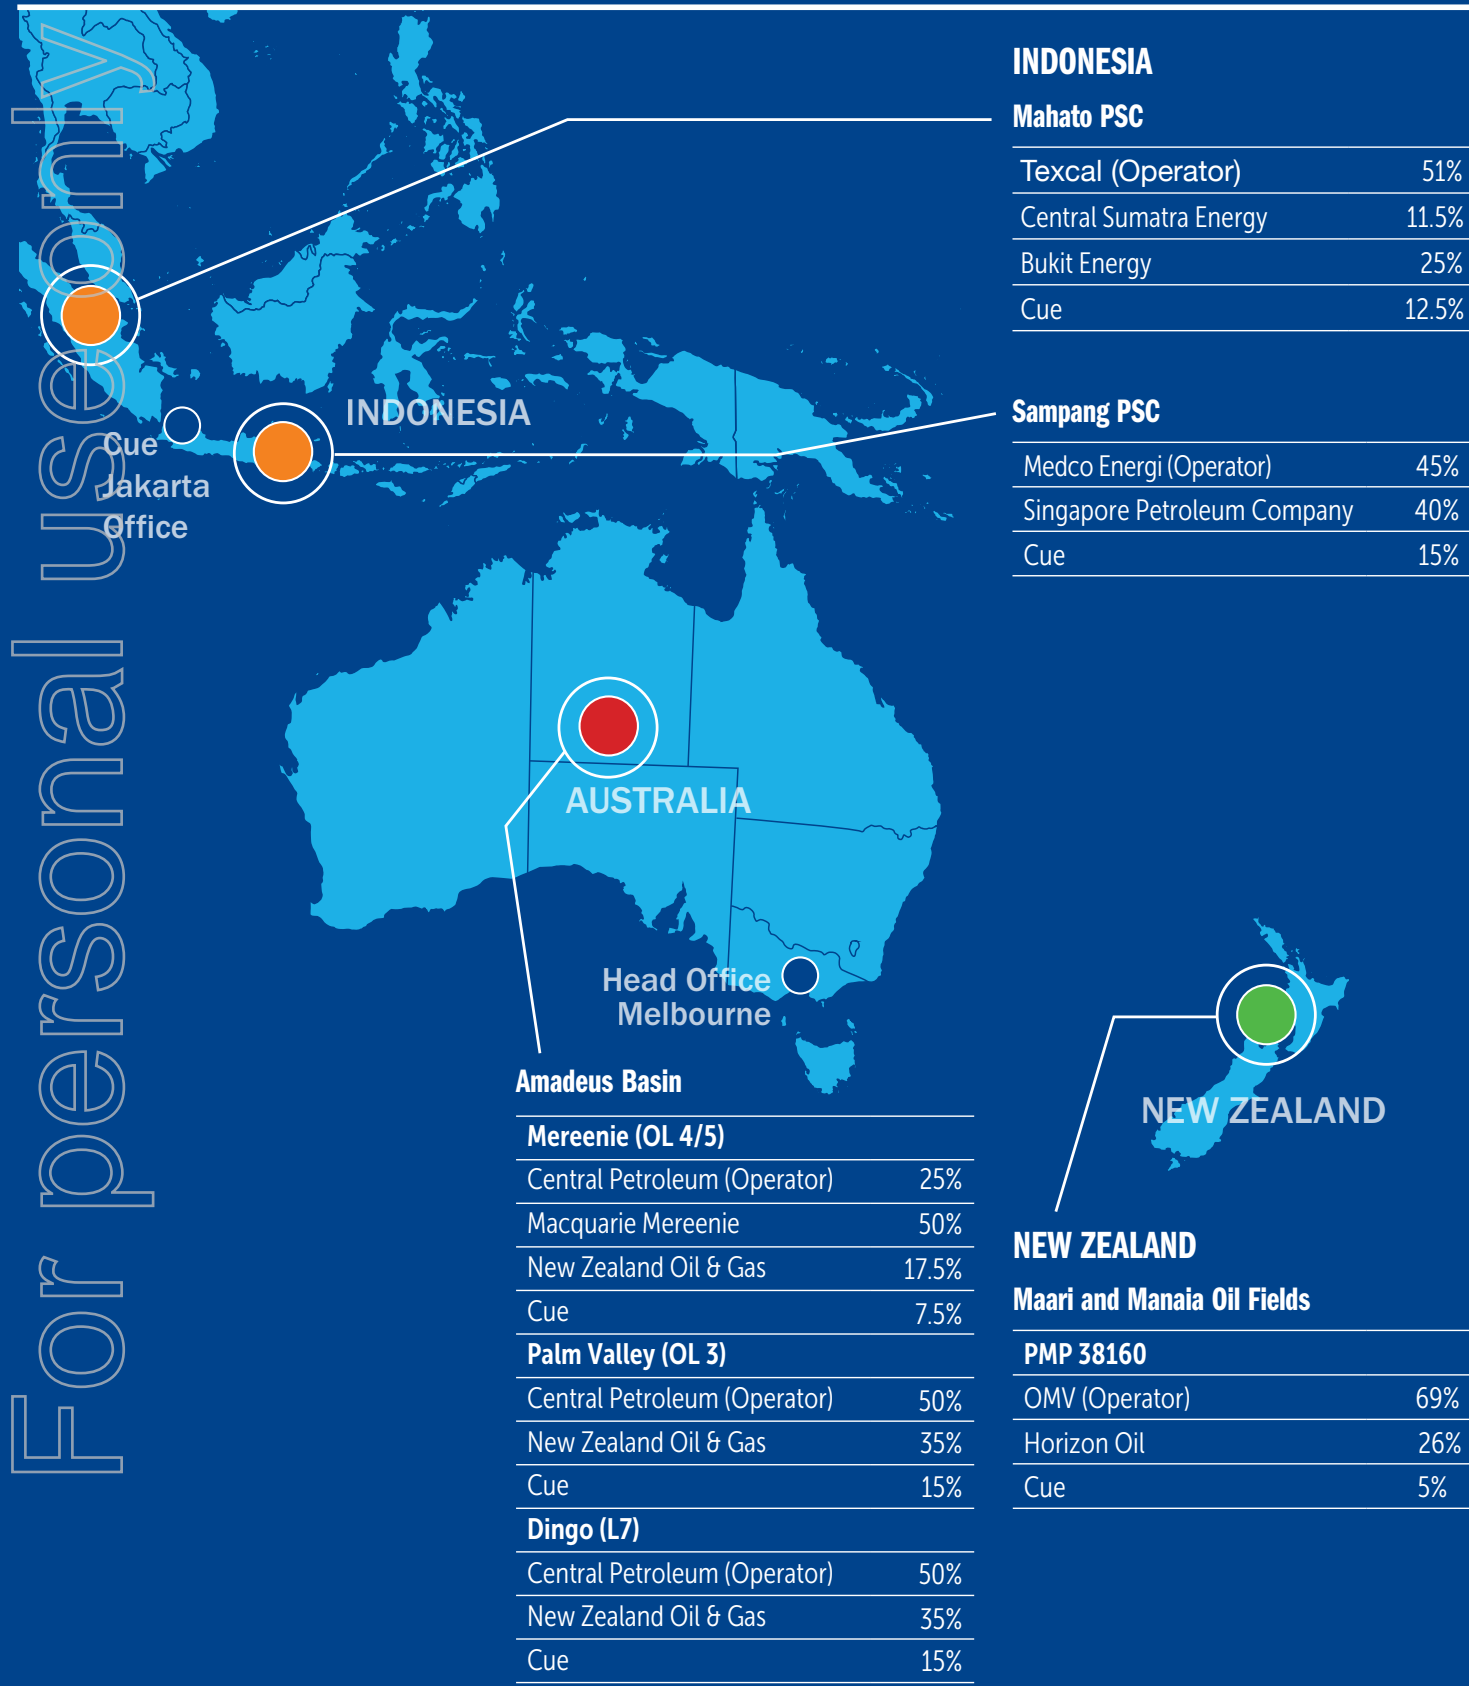 For personal use only
INDONESIA
Mahato PSC
Texcal (Operator) 51%
Central Sumatra Energy 11.5%
Bukit Energy 25%
Cue 12.5%
Sampang PSC
Medco Energi (Operator) 45%
Singapore Petroleum Company 40%
Cue 15%
INDONESIA
Cue
Jakarta
Office
AUSTRALIA
Head Office
Melbourne
NEW ZEALAND
Amadeus Basin
Mereenie (OL 4/5)
Central Petroleum (Operator) 25%
Macquarie Mereenie 50%
New Zealand Oil & Gas 17.5%
Cue 7.5%
Palm Valley (OL 3)
Central Petroleum (Operator) 50%
New Zealand Oil & Gas 35%
Cue 15%
Dingo (L7)
Central Petroleum (Operator) 50%
New Zealand Oil & Gas 35%
Cue 15%
NEW ZEALAND
Maari and Manaia Oil Fields
PMP 38160
OMV (Operator) 69%
Horizon Oil 26%
Cue 5%